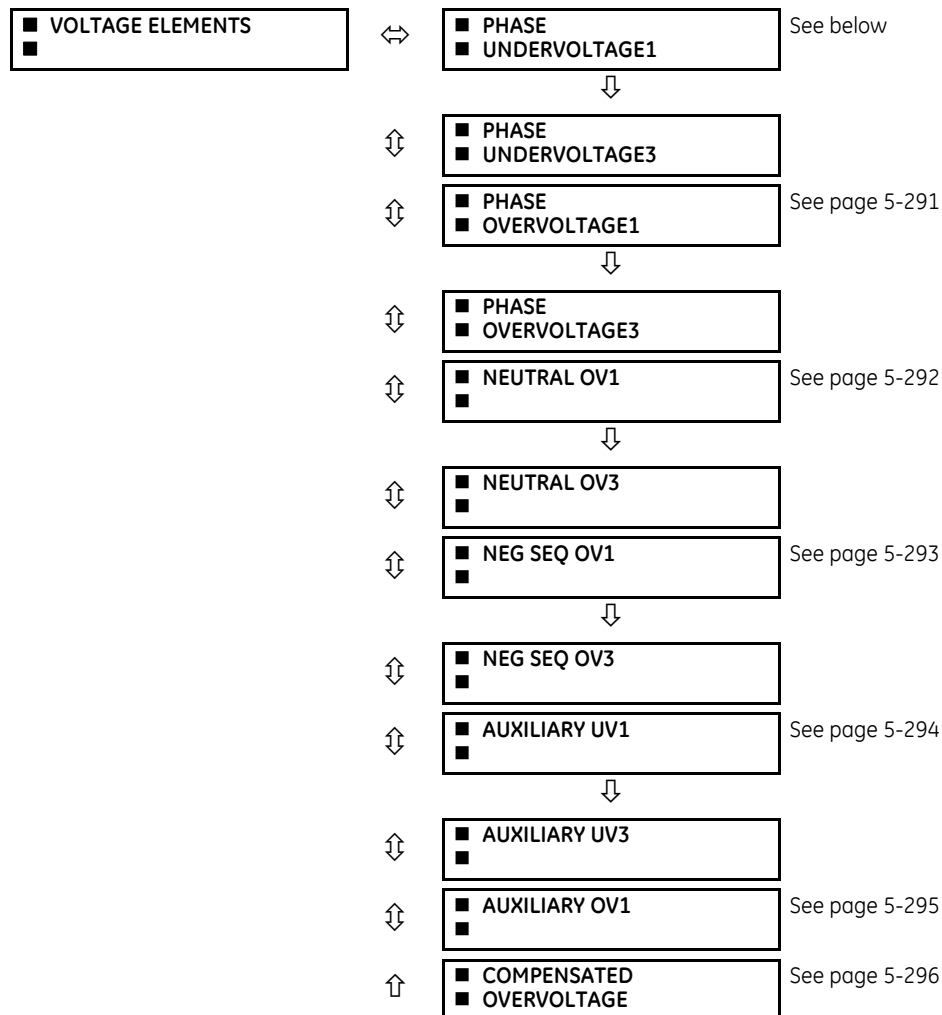 ■ VOLTAGE ELEMENTS
■
■ PHASE
■ UNDERVOLTAGE1
See below
■ PHASE
■ UNDERVOLTAGE3
■ PHASE
■ OVERVOLTAGE1
See page 5-291
■ PHASE
■ OVERVOLTAGE3
■ NEUTRAL OV1
■
See page 5-292
■ NEUTRAL OV3
■
■ NEG SEQ OV1
■
See page 5-293
■ NEG SEQ OV3
■
■ AUXILIARY UV1
■
See page 5-294
■ AUXILIARY UV3
■
■ AUXILIARY OV1
■
See page 5-295
■ COMPENSATED
■ OVERVOLTAGE
See page 5-296